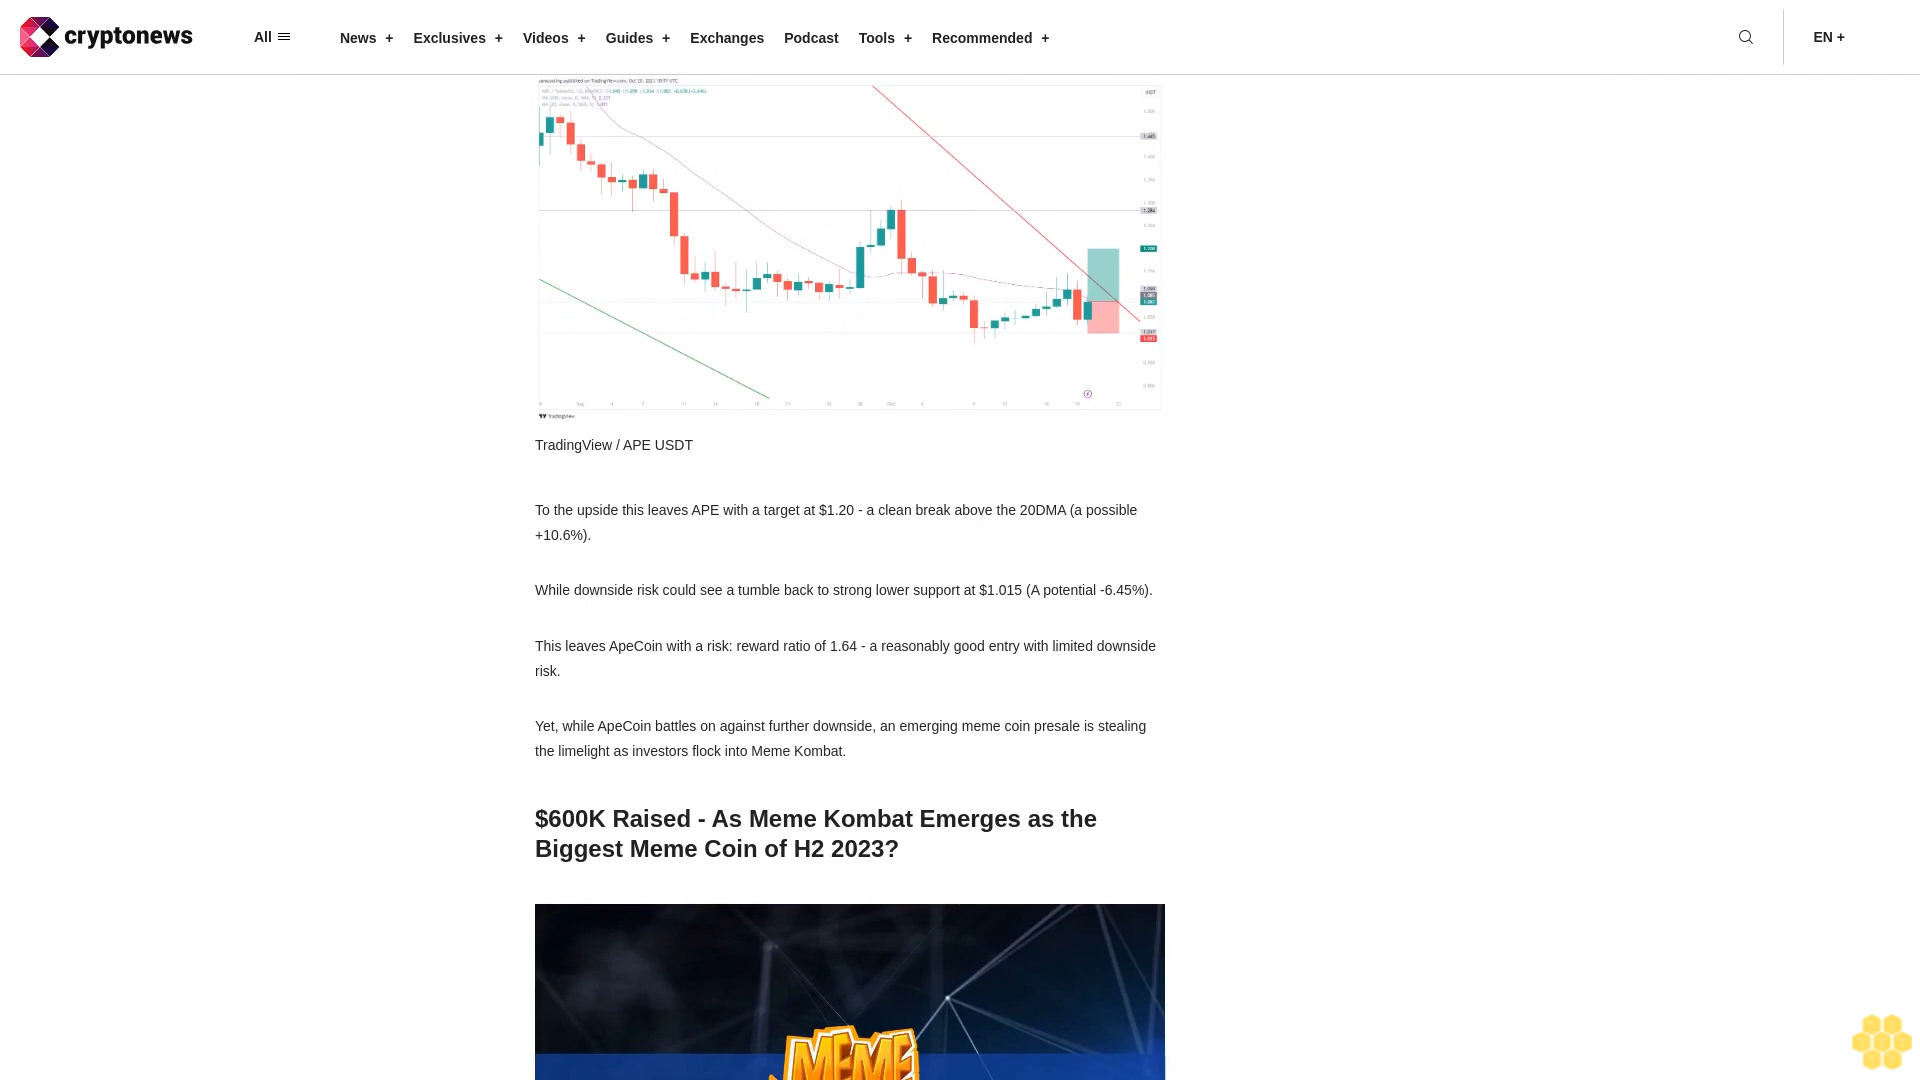 cryptonews
All
News +
Exclusives +
Videos +
Guides +
Exchanges
Podcast
Tools +
Recommended +
EN +
TradingView
TradingView / APE USDT
To the upside this leaves APE with a target at $1.20 - a clean break above the 20DMA (a possible
+10.6%).
While downside risk could see a tumble back to strong lower support at $1.015 (A potential -6.45%).
This leaves ApeCoin with a risk: reward ratio of 1.64 - a reasonably good entry with limited downside
risk.
Yet, while ApeCoin battles on against further downside, an emerging meme coin presale is stealing
the limelight as investors flock into Meme Kombat.
$600K Raised - As Meme Kombat Emerges as the
Biggest Meme Coin of H2 2023?
MEME